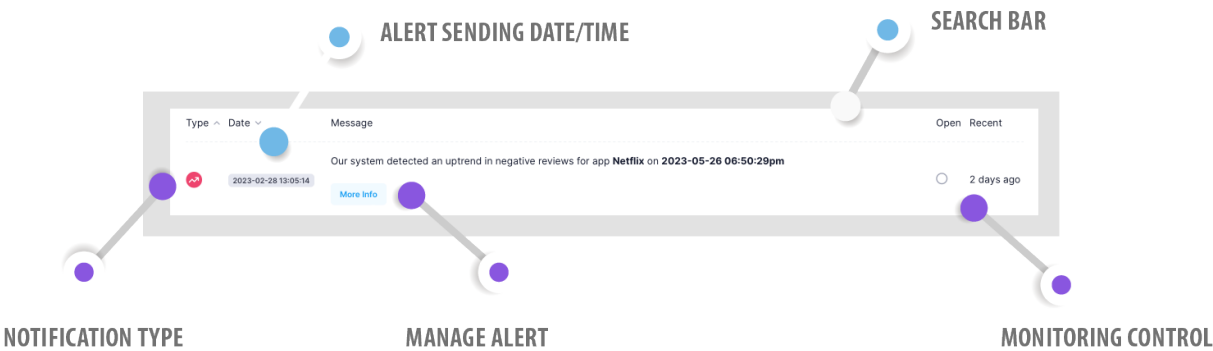 ALERT SENDING DATE/TIME
SEARCH BAR
Type Date Message Open Recent
Our system detected an uptrend in negative reviews for app Netflix on 2023-05-26 06:50:29pm
2023-02-28 13:05:14
2 days ago
More Info
NOTIFICATION TYPE
MANAGE ALERT
MONITORING CONTROL